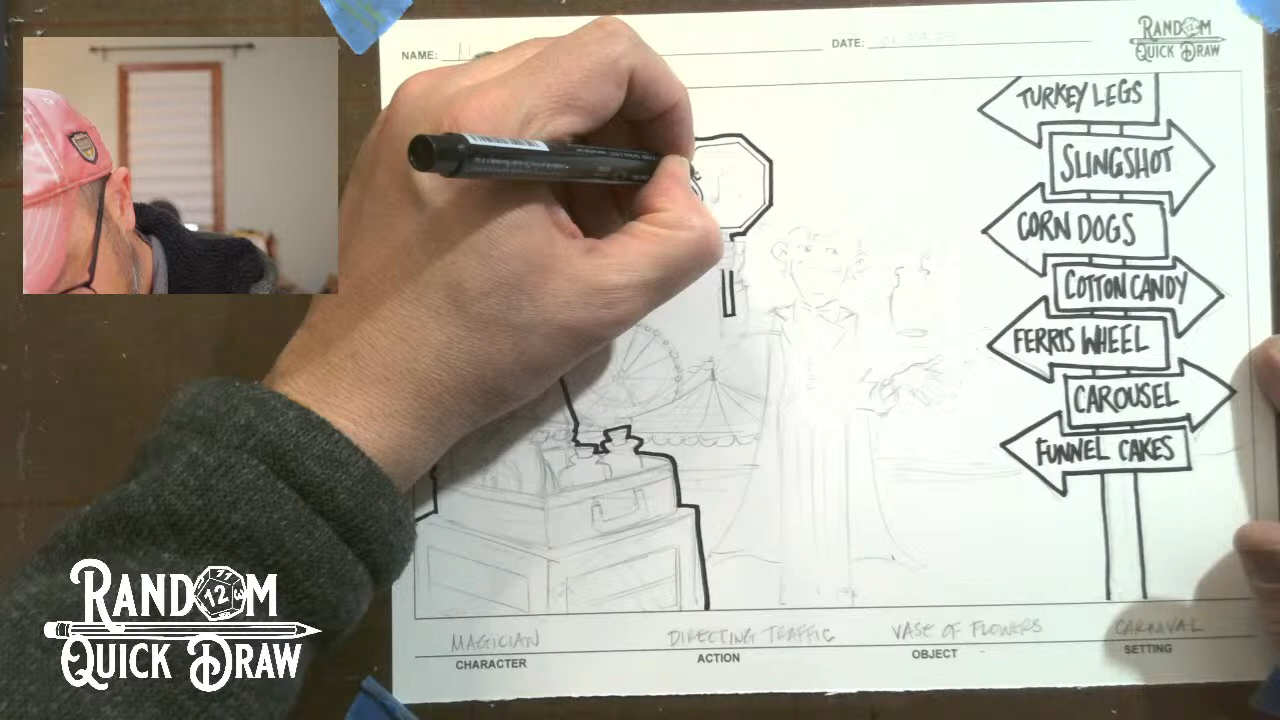 NAME:
DATE:
RANDOM
QUICK DRAW
TURKEY LEGS
SLINGSHOT
CORN DOGS
COTTON CANDY
FERRIS WHEEL
CAROUSEL
FUNNEL CAKES
MAGICIAN
CHARACTER
DIRECTING TRAFFIC
ACTION
VASE OF FLOWERS
OBJECT
CARNIVAL
SETTING
RANDOM
11
12
QUICK DRAW